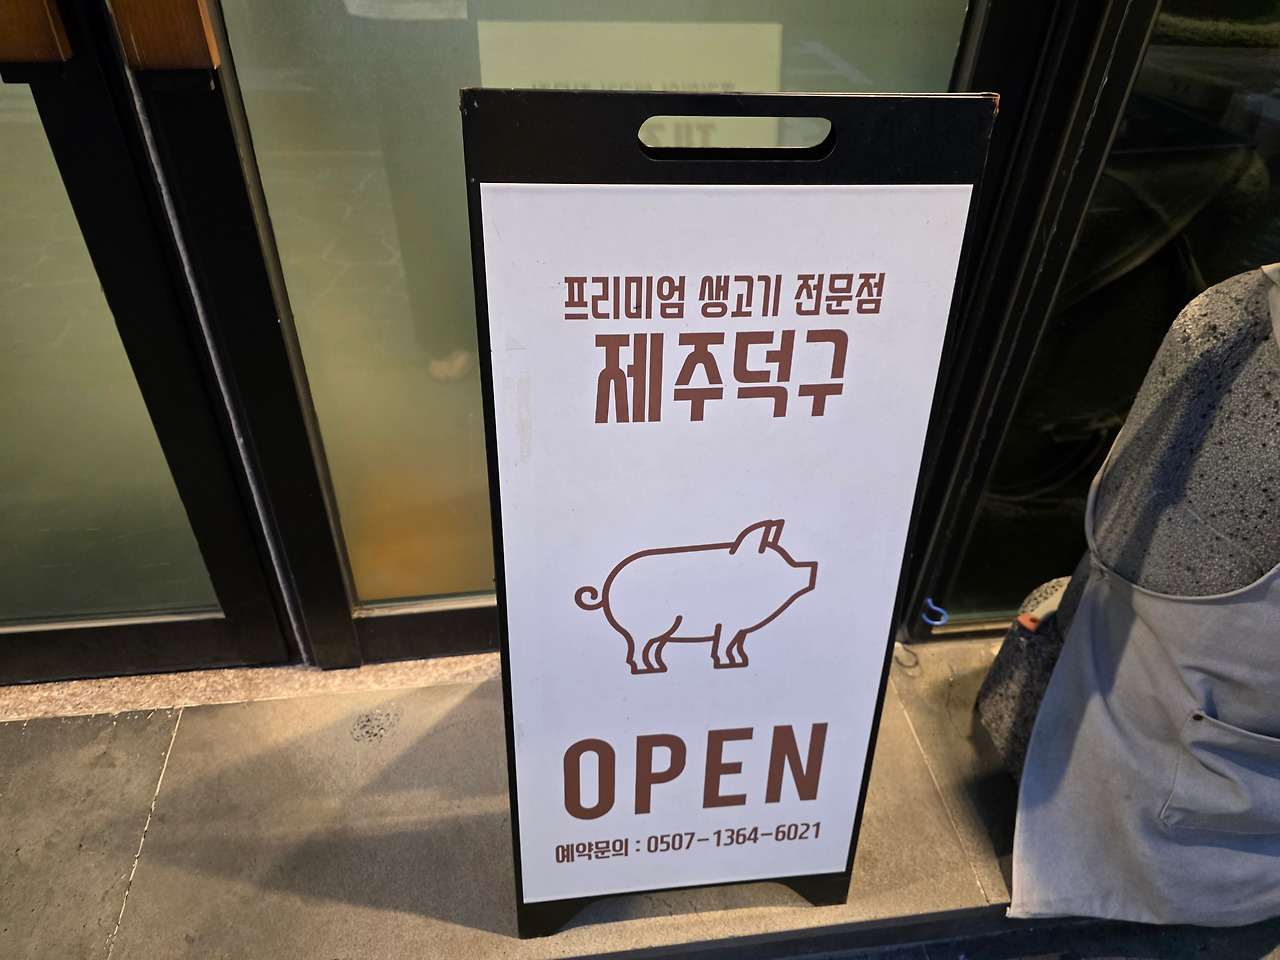 프리미엄 생고기 전문점
제주덕구
OPEN
예약문의 : 0507-1364-6021